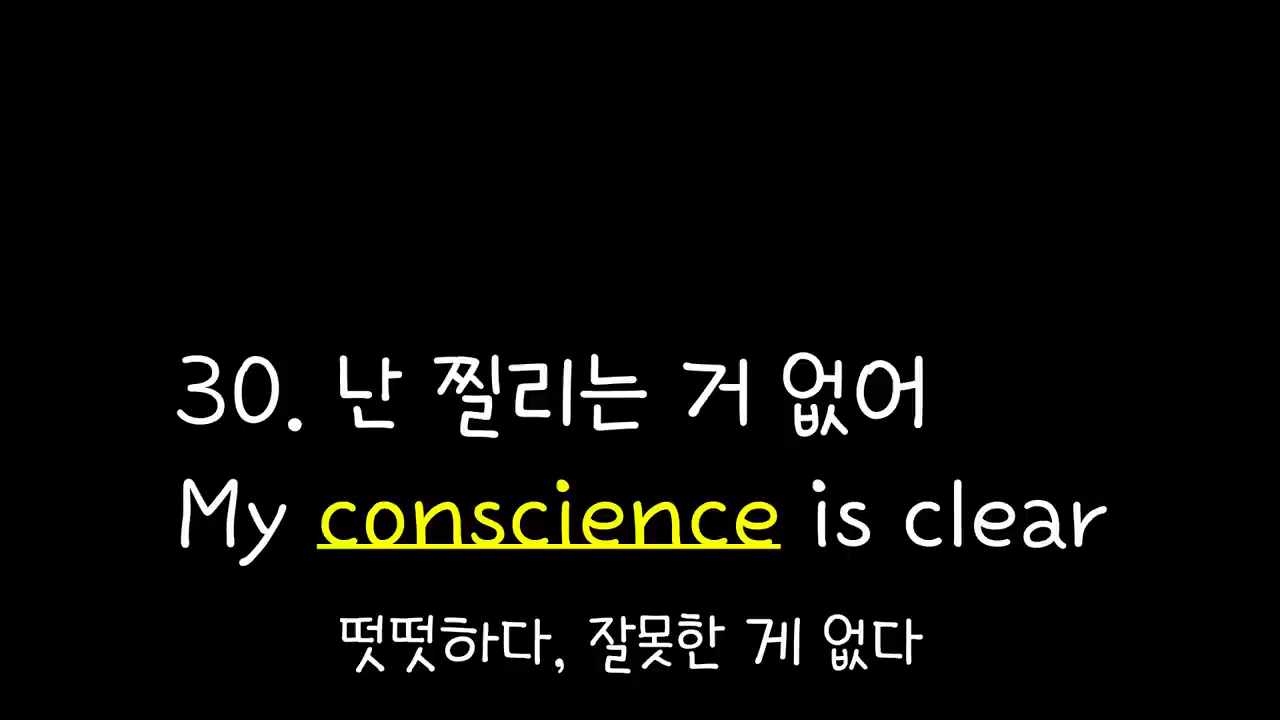 30. 난 찔리는 거 없어
My conscience is clear
떳떳하다, 잘못한 게 없다